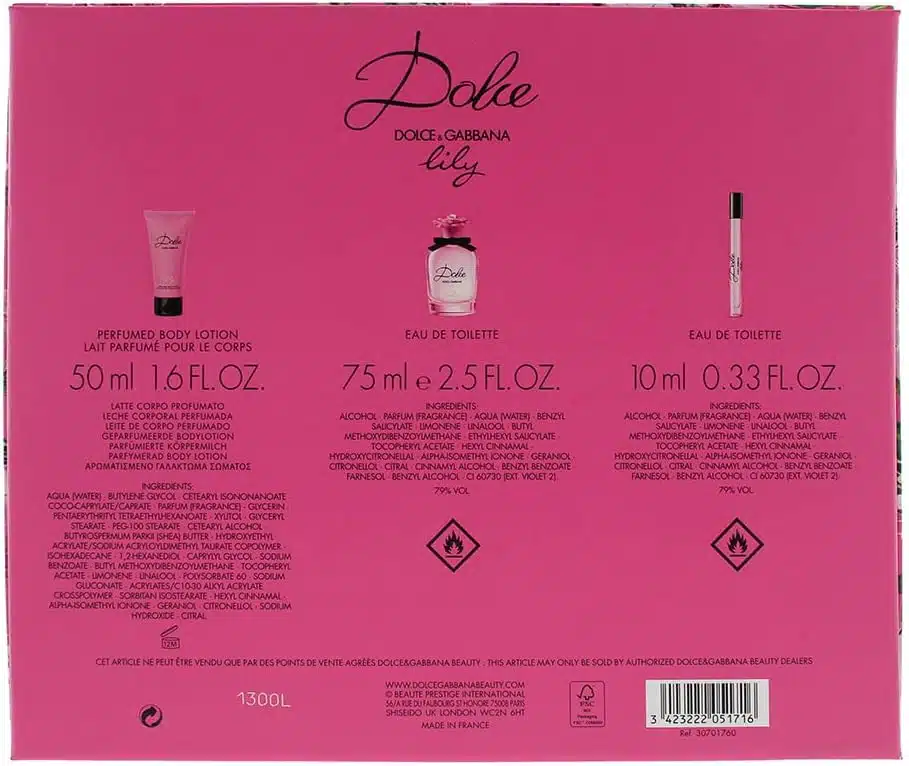 Dolce
DOLCE & GABBANA
lily
Dolce
Dolce
Dolce
PERFUMED BODY LOTION
LAIT PARFUMÉ POUR LE CORPS
50 ml 1.6 FL.OZ.
LATTE CORPO PROFUMATO
LECHE CORPORAL PERFUMADA
LEITE DE CORPO PERFUMADO
GEPARFUMEERDE BODYLOTION
PARFÜMIERTE KÖRPERMILCH
PARFYMERAD BODY LOTION
ΑΡΩΜΑΤΙΣΜΕΝΟ ΓΑΛΑΚΤΩΜΑ ΣΩΜΑΤΟΣ
INGREDIENTS:
AQUA (WATER) · BUTYLENE GLYCOL · CETEARYL ISONONANOATE
COCO-CAPRYLATE/CAPRATE · PARFUM (FRAGRANCE) · GLYCERIN ·
PENTAERYTHRITYL TETRAETHYLHEXANOATE · XYLITOL · GLYCERYL
STEARATE · PEG-100 STEARATE · CETEARYL ALCOHOL
BUTYROSPERMUM PARKII (SHEA) BUTTER · HYDROXYETHYL
ACRYLATE/SODIUM ACRYLOYLDIMETHYL TAURATE COPOLYMER ·
ISOHEXADECANE · 1,2-HEXANEDIOL · CAPRYLYL GLYCOL · SODIUM
BENZOATE · BUTYL METHOXYDIBENZOYLMETHANE · TOCOPHERYL
ACETATE · LIMONENE · LINALOOL · POLYSORBATE 60 · SODIUM
GLUCONATE · ACRYLATES/C10-30 ALKYL ACRYLATE
CROSSPOLYMER · SORBITAN ISOSTEARATE · HEXYL CINNAMAL ·
ALPHA-ISOMETHYL IONONE · GERANIOL · CITRONELLOL · SODIUM
HYDROXIDE · CITRAL.
12M
EAU DE TOILETTE
75 ml e 2.5 FL.OZ.
INGREDIENTS:
ALCOHOL · PARFUM (FRAGRANCE) · AQUA (WATER) · BENZYL
SALICYLATE · LIMONENE · LINALOOL · BUTYL
METHOXYDIBENZOYLMETHANE · ETHYLHEXYL SALICYLATE ·
TOCOPHERYL ACETATE · HEXYL CINNAMAL ·
HYDROXYCITRONELLAL · ALPHA-ISOMETHYL IONONE · GERANIOL
CITRONELLOL · CITRAL · CINNAMYL ALCOHOL · BENZYL BENZOATE
FARNESOL · BENZYL ALCOHOL · CI 60730 (EXT. VIOLET 2).
79% VOL
EAU DE TOILETTE
10 ml 0.33 FL.OZ.
INGREDIENTS:
ALCOHOL · PARFUM (FRAGRANCE) · AQUA (WATER) · BENZYL
SALICYLATE · LIMONENE · LINALOOL · BUTYL
METHOXYDIBENZOYLMETHANE · ETHYLHEXYL SALICYLATE ·
TOCOPHERYL ACETATE · HEXYL CINNAMAL ·
HYDROXYCITRONELLAL · ALPHA-ISOMETHYL IONONE · GERANIOL
CITRONELLOL · CITRAL · CINNAMYL ALCOHOL · BENZYL BENZOATE
FARNESOL · BENZYL ALCOHOL · CI 60730 (EXT. VIOLET 2).
79% VOL
CET ARTICLE NE PEUT ÊTRE VENDU QUE PAR DES POINTS DE VENTE AGRÉÉS DOLCE&GABBANA BEAUTY . THIS ARTICLE MAY ONLY BE SOLD BY AUTHORIZED DOLCE&GABBANA BEAUTY DEALERS
1300L
WWW.DOLCEGABBANABEAUTY.COM
© BEAUTE PRESTIGE INTERNATIONAL
56/A RUE DU FAUBOURG ST HONORE 75008 PARIS
SHISEIDO UK LONDON WC2N 6HT
MADE IN FRANCE
FSC
MIX
Packaging
3 423222 051716
Ref. 30701760